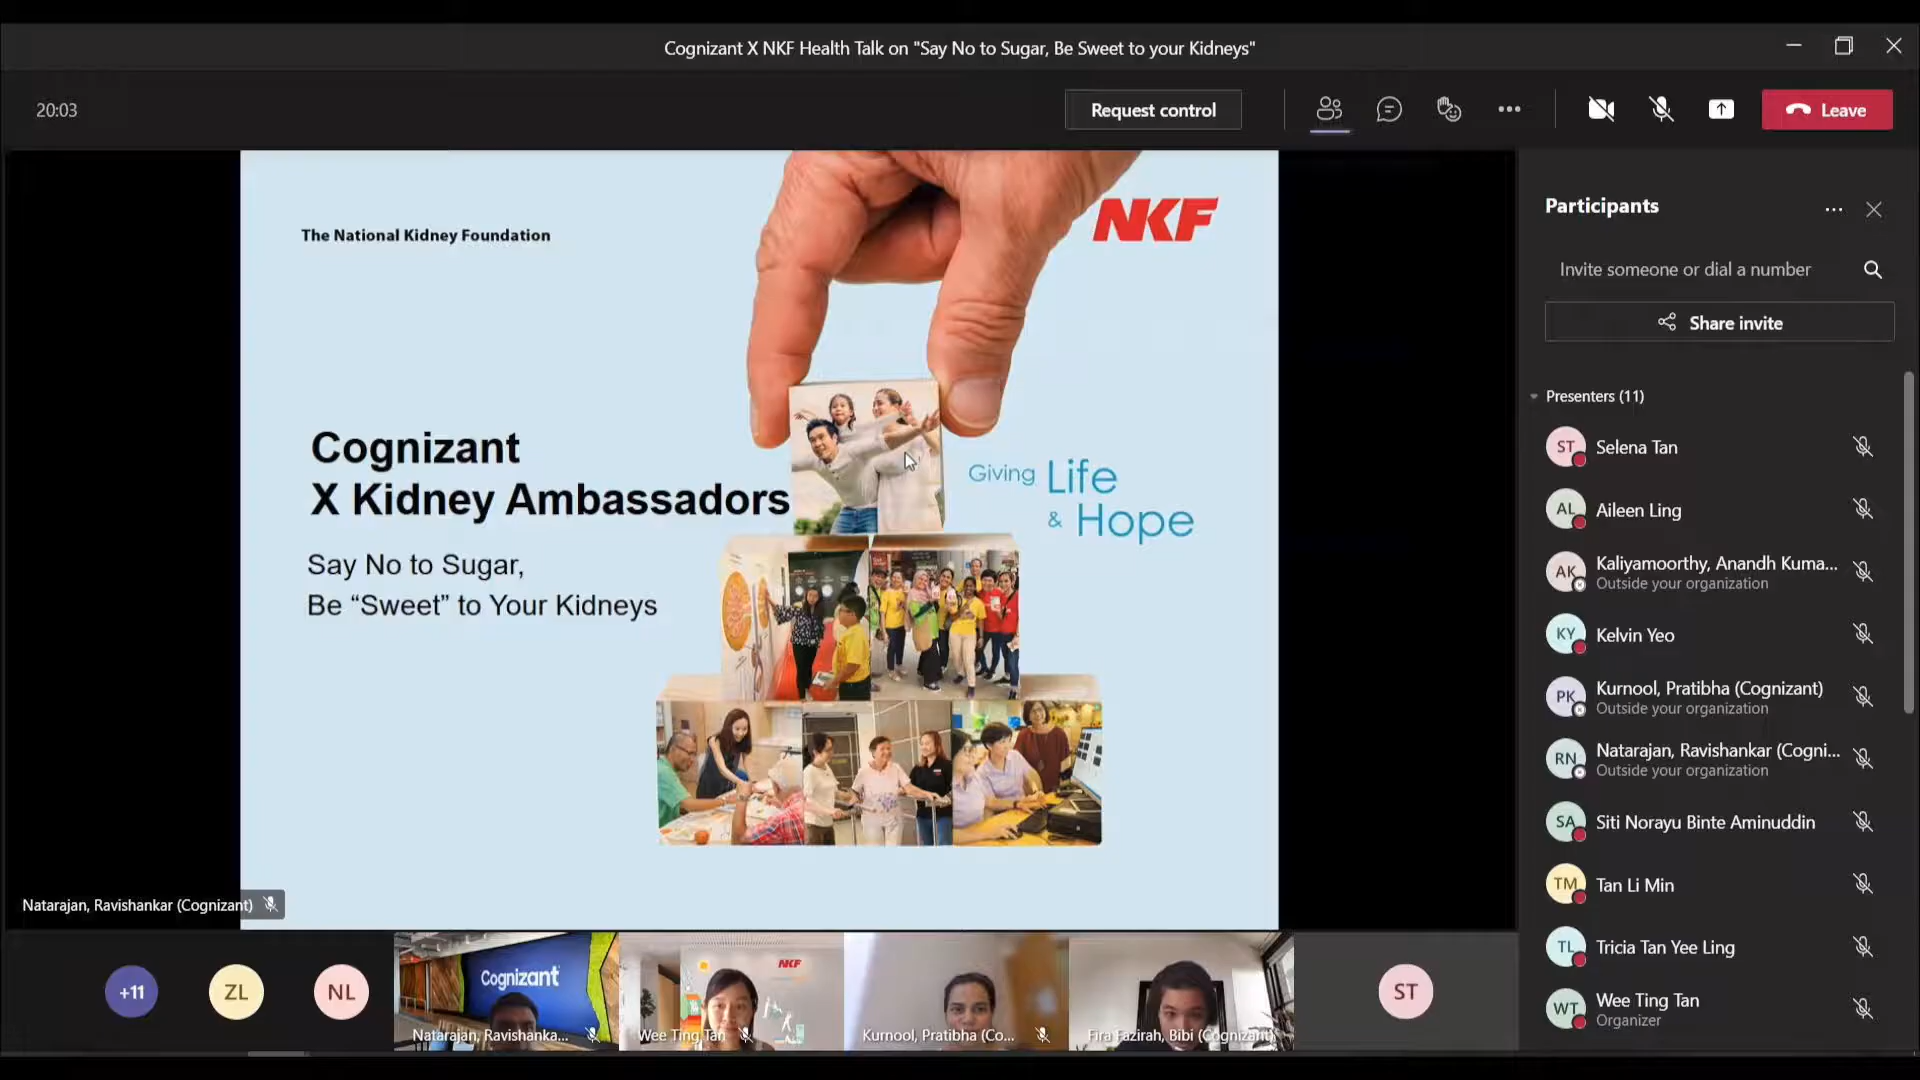 Cognizant X NKF Health Talk on "Say No to Sugar, Be Sweet to your Kidneys"
20:03
Request control
Leave
The National Kidney Foundation
NKF
Cognizant
X Kidney Ambassadors
Say No to Sugar,
Be “Sweet” to Your Kidneys
Giving Life
& Hope
Natarajan, Ravishankar (Cognizant)
Participants
Invite someone or dial a number
Share invite
Presenters (11)
ST
Selena Tan
AL
Aileen Ling
AK
Kaliyamoorthy, Anandh Kuma...
Outside your organization
KY
Kelvin Yeo
PK
Kurnool, Pratibha (Cognizant)
Outside your organization
RN
Natarajan, Ravishankar (Cogni...
Outside your organization
SA
Siti Norayu Binte Aminuddin
TM
Tan Li Min
TL
Tricia Tan Yee Ling
WT
Wee Ting Tan
Organizer
+11
ZL
NL
Cognizant
Natarajan, Ravishanka...
NKF
Wee Ting Tan
Kurnool, Pratibha (Co...
Fira Fazirah, Bibi (Cognizant)
ST